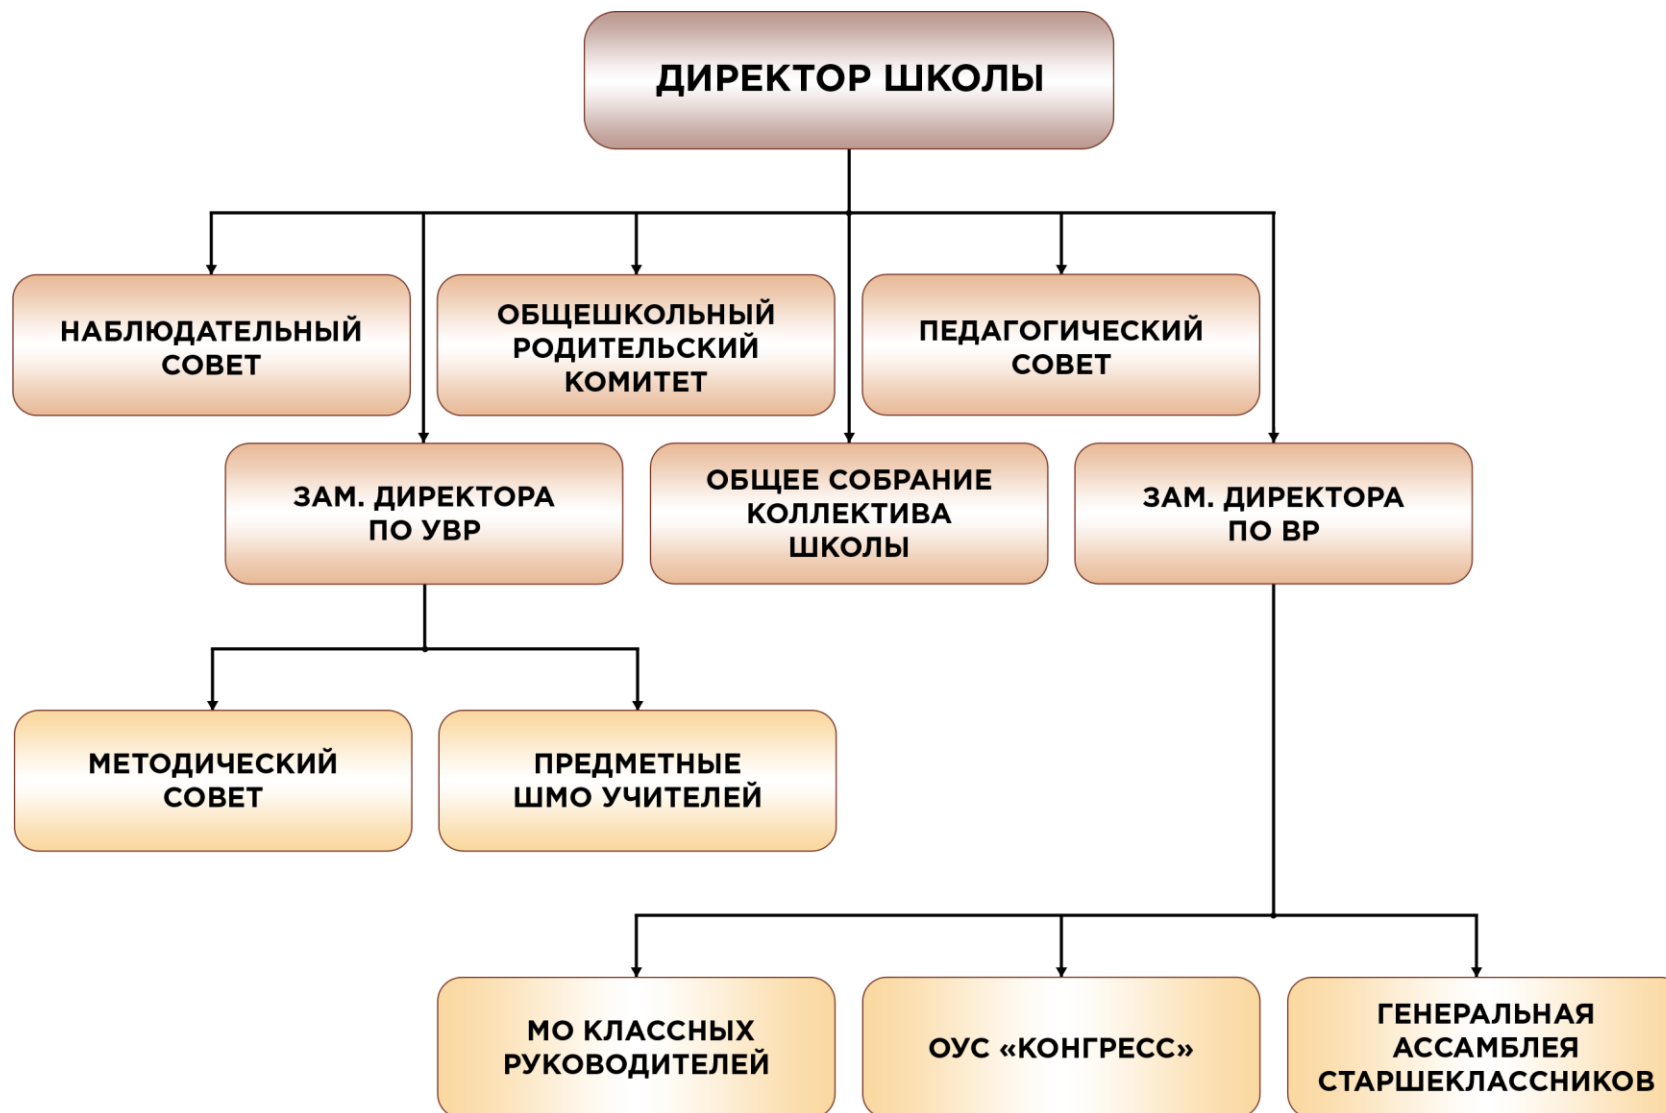 ДИРЕКТОР ШКОЛЫ
НАБЛЮДАТЕЛЬНЫЙ
СОВЕТ
ОБЩЕШКОЛЬНЫЙ
РОДИТЕЛЬСКИЙ
КОМИТЕТ
ПЕДАГОГИЧЕСКИЙ
СОВЕТ
ЗАМ. ДИРЕКТОРА
ПО УВР
ОБЩЕЕ СОБРАНИЕ
КОЛЛЕКТИВА
ШКОЛЫ
ЗАМ. ДИРЕКТОРА
ПО ВР
МЕТОДИЧЕСКИЙ
СОВЕТ
ПРЕДМЕТНЫЕ
ШМО УЧИТЕЛЕЙ
МО КЛАССНЫХ
РУКОВОДИТЕЛЕЙ
ОУС «КОНГРЕСС»
ГЕНЕРАЛЬНАЯ
АССАМБЛЕЯ
СТАРШЕКЛАССНИКОВ